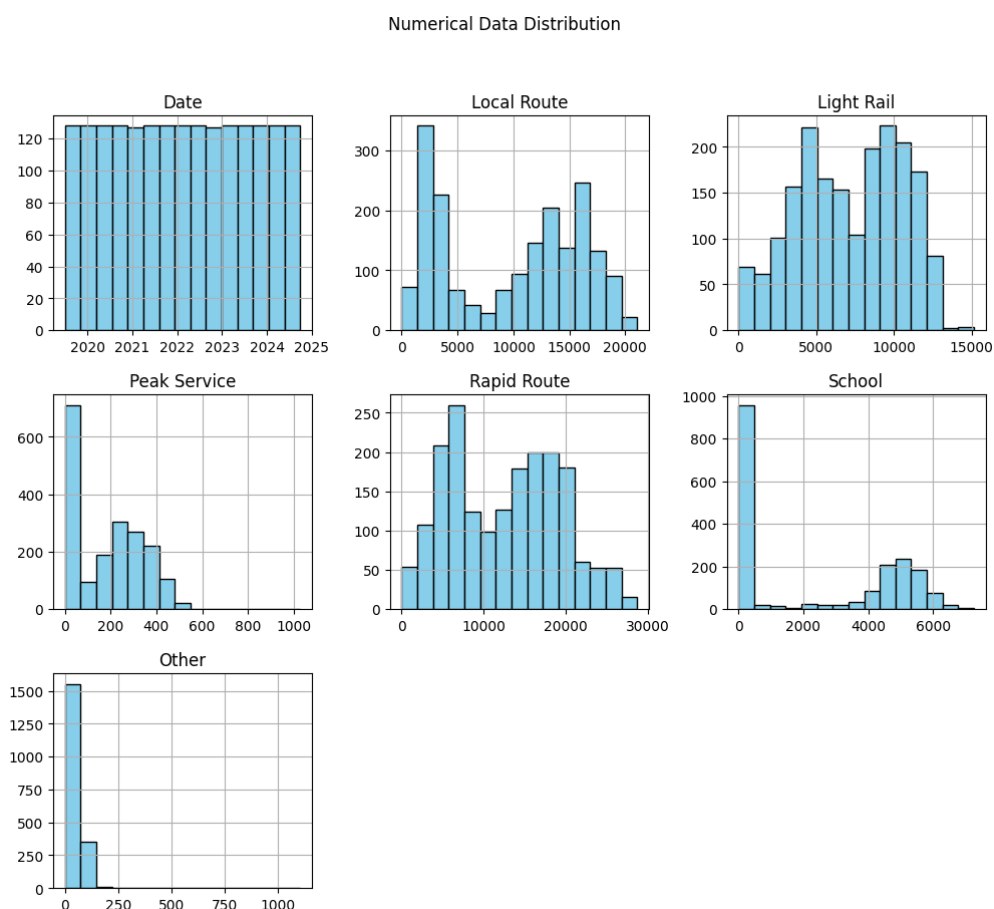 Numerical Data Distribution
Date
120
100
80
60
40
20
0
2020 2021 2022 2023 2024 2025
Local Route
300
200
100
0
0 5000 10000 15000 20000
Light Rail
200
150
100
50
0
0 5000 10000 15000
Peak Service
600
400
200
0
0 200 400 600 800 1000
Rapid Route
250
200
150
100
50
0
0 10000 20000 30000
School
1000
800
600
400
200
0
0 2000 4000 6000
Other
1500
1250
1000
750
500
250
0
0 250 500 750 1000